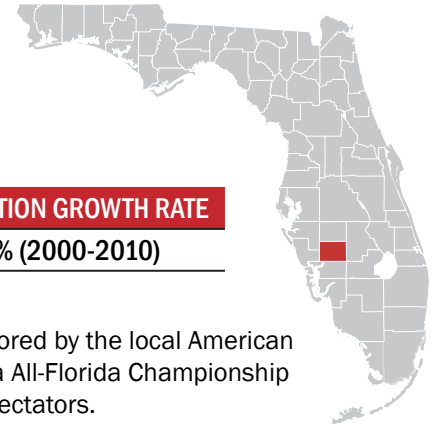 TION GROWTH RATE
% (2000-2010)
ored by the local American
a All-Florida Championship
ectators.